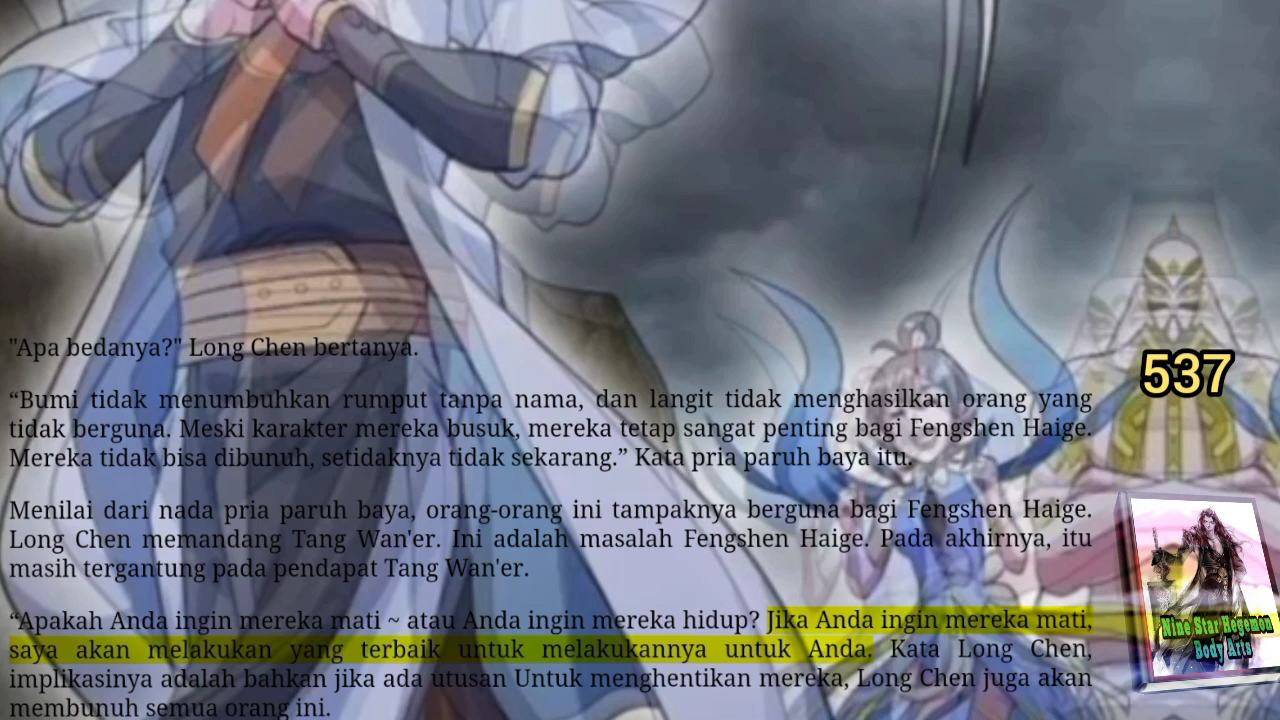 "Apa bedanya?" Long Chen bertanya.
“Bumi tidak menumbuhkan rumput tanpa nama, dan langit tidak menghasilkan orang yang
tidak berguna. Meski karakter mereka busuk, mereka tetap sangat penting bagi Fengshen Haige.
Mereka tidak bisa dibunuh, setidaknya tidak sekarang.” Kata pria paruh baya itu.
Menilai dari nada pria paruh baya, orang-orang ini tampaknya berguna bagi Fengshen Haige.
Long Chen memandang Tang Wan'er. Ini adalah masalah Fengshen Haige. Pada akhirnya, itu
masih tergantung pada pendapat Tang Wan'er.
“Apakah Anda ingin mereka mati ~ atau Anda ingin mereka hidup? Jika Anda ingin mereka mati,
saya akan melakukan yang terbaik untuk melakukannya untuk Anda. Kata Long Chen,
implikasinya adalah bahkan jika ada utusan Untuk menghentikan mereka, Long Chen juga akan
membunuh semua orang ini.
537
Nine Star Hegemon
Body Arts